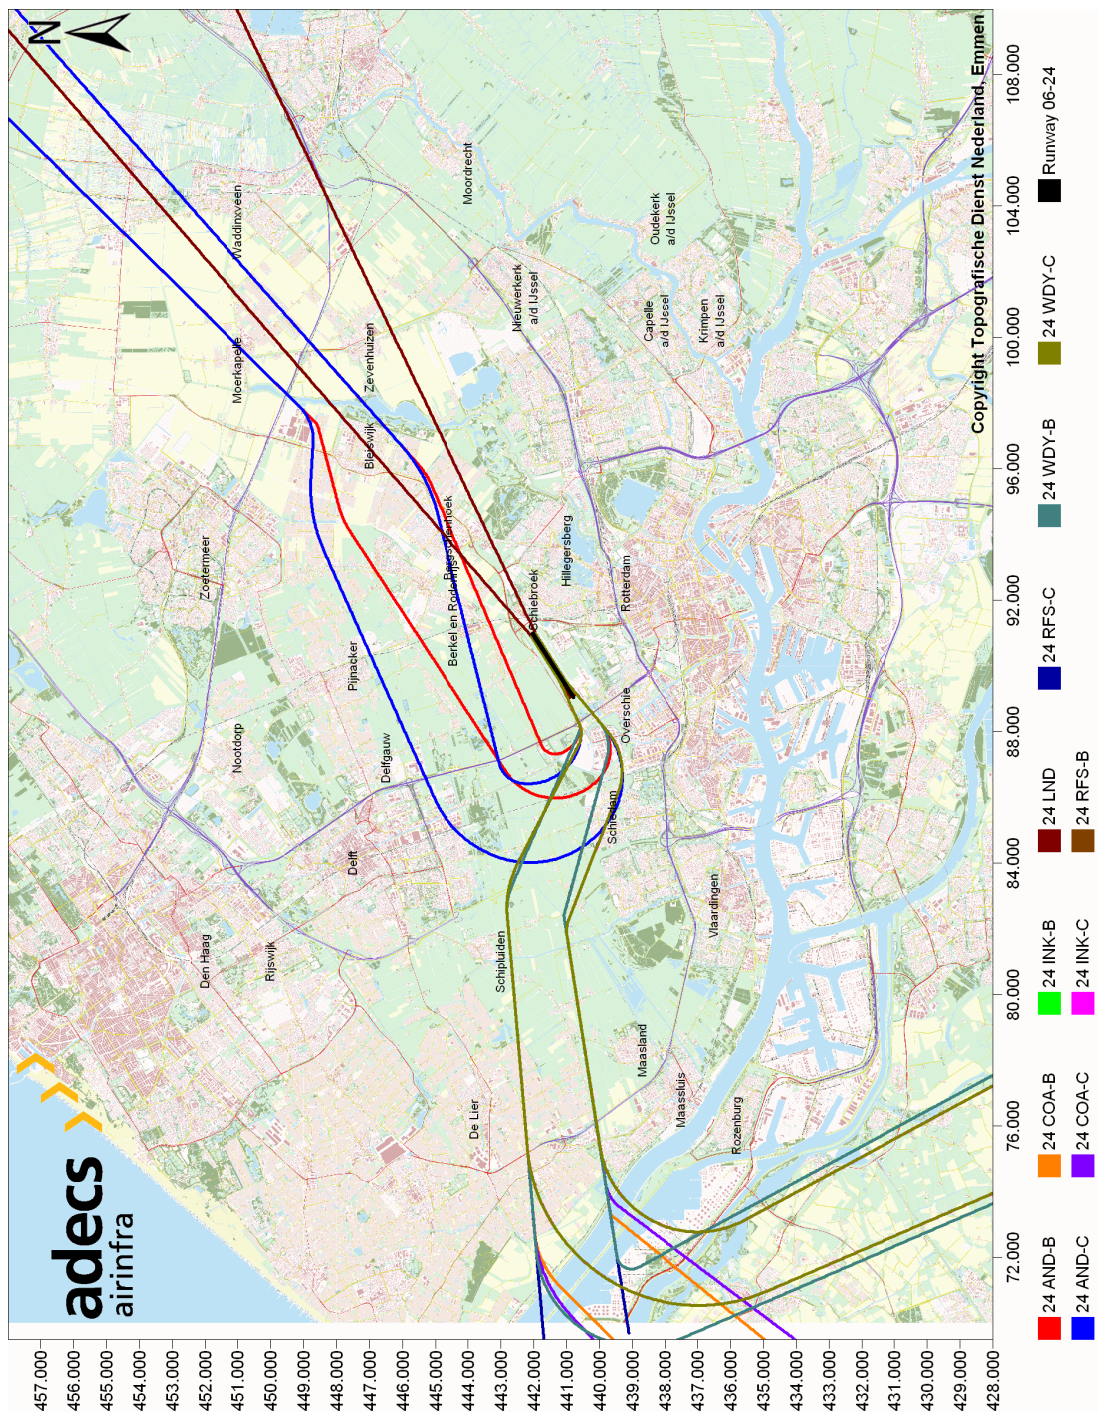 N
adecs
airinfra
Waddinxveen
Moordrecht
Moerkapelle
Zevenhuizen
Nieuwerkerk
a/d IJssel
Oudekerk
a/d IJssel
Capelle
a/d IJssel
Krimpen
a/d IJssel
Bleiswijk
Zoetermeer
Bergschenhoek
Berkel en Rodenrijs
Hillegersberg
Schiebroek
Rotterdam
Pijnacker
Nootdorp
Delfgauw
Overschie
Delft
Schiedam
Den Haag
Rijswijk
Schipluiden
Vlaardingen
Maasland
Maassluis
De Lier
Rozenburg
Copyright Topografische Dienst Nederland, Emmen
108.000
104.000
100.000
96.000
92.000
88.000
84.000
80.000
76.000
72.000
457.000
456.000
455.000
454.000
453.000
452.000
451.000
450.000
449.000
448.000
447.000
446.000
445.000
444.000
443.000
442.000
441.000
440.000
439.000
438.000
437.000
436.000
435.000
434.000
433.000
432.000
431.000
430.000
429.000
428.000
24 AND-B
24 COA-B
24 INK-B
24 LND
24 RFS-C
24 WDY-B
24 WDY-C
Runway 06-24
24 AND-C
24 COA-C
24 INK-C
24 RFS-B